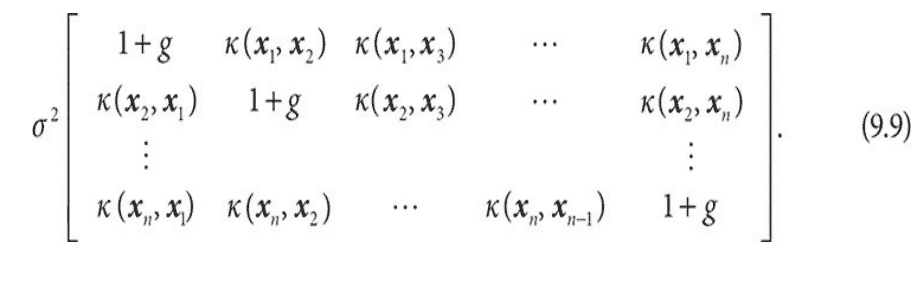 1+g κ(x₁, x₂) κ(x₁, x₃) ⋯ κ(x₁, xₙ)
κ(x₂, x₁) 1+g κ(x₂, x₃) ⋯ κ(x₂, xₙ)
σ² [ ] . (9.9)
⋮ ⋮
κ(xₙ, x₁) κ(xₙ, x₂) ⋯ κ(xₙ, xₙ₋₁) 1+g